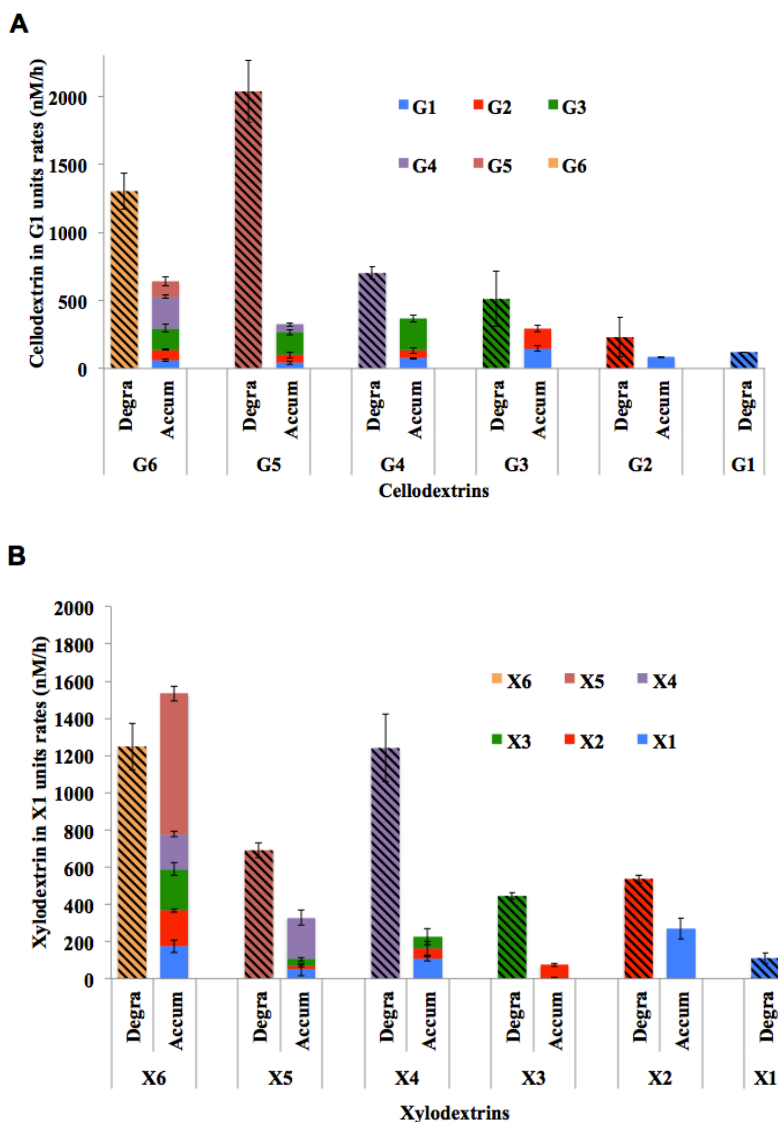 A
Cellodextrin in G1 units rates (nM/h)
2000
1500
1000
500
0
G1 G2 G3
G4 G5 G6
Degra Accum Degra Accum Degra Accum Degra Accum Degra Accum Degra
G6 G5 G4 G3 G2 G1
Cellodextrins
B
Xylodextrin in X1 units rates (nM/h)
2000
1800
1600
1400
1200
1000
800
600
400
200
0
X6 X5 X4
X3 X2 X1
Degra Accum Degra Accum Degra Accum Degra Accum Degra Accum Degra
X6 X5 X4 X3 X2 X1
Xylodextrins